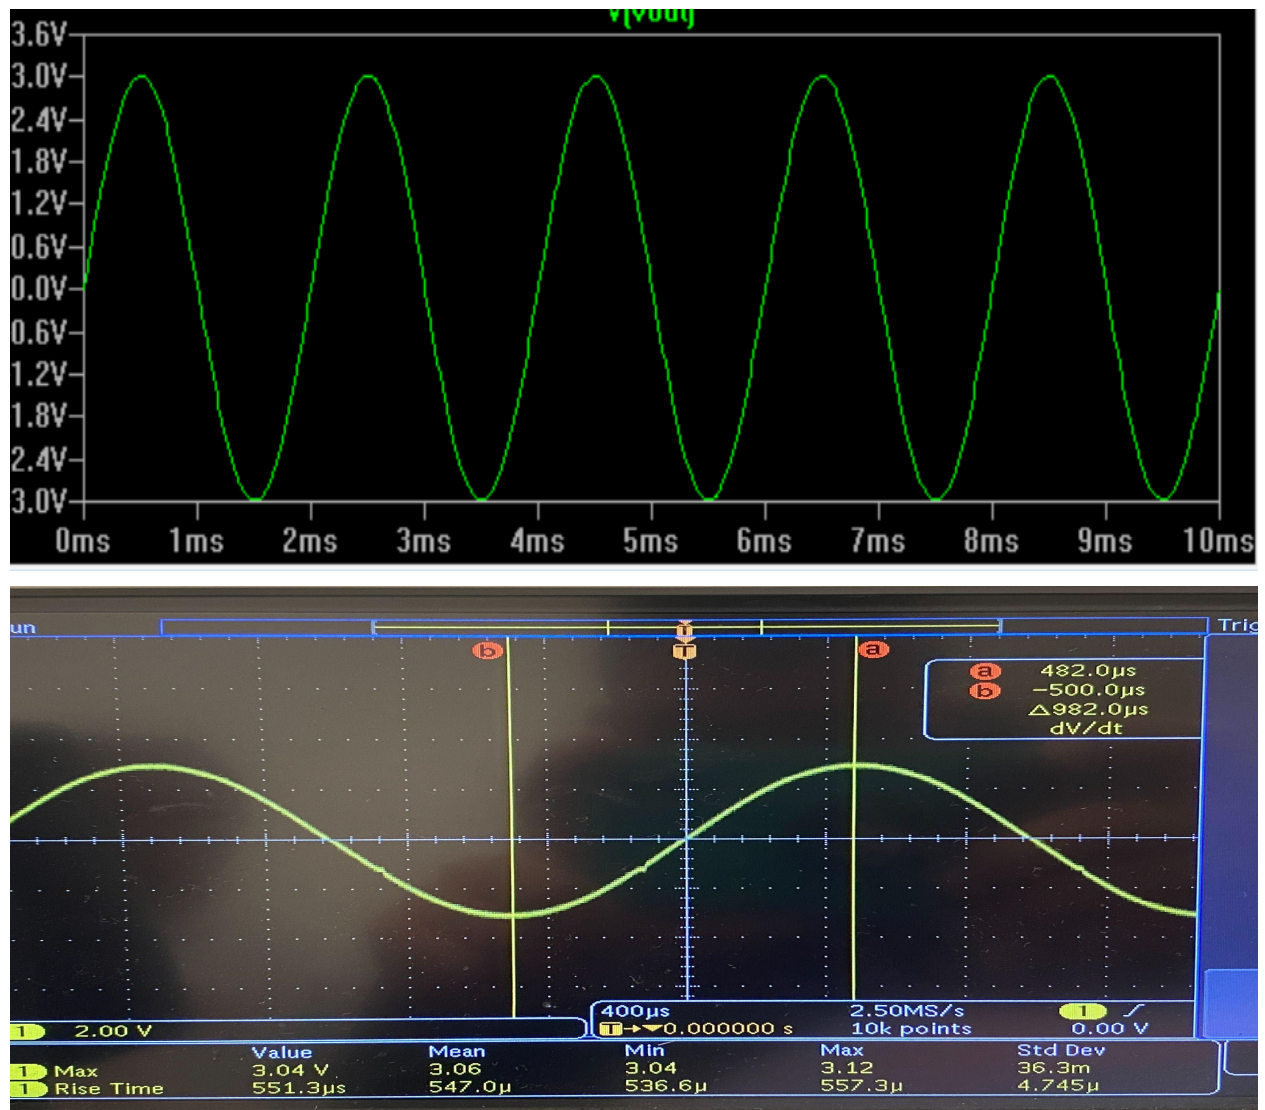 V(vout)
3.6V
3.0V
2.4V
1.8V
1.2V
0.6V
0.0V
0.6V
1.2V
1.8V
2.4V
3.0V
0ms 1ms 2ms 3ms 4ms 5ms 6ms 7ms 8ms 9ms 10ms
un T Trig
b T a
a 482.0µs
b −500.0µs
△982.0µs
dV/dt
400µs 2.50MS/s 1
1 2.00 V T→▼0.000000 s 10k points 0.00 V
Value Mean Min Max Std Dev
1 Max 3.04 V 3.06 3.04 3.12 36.3m
1 Rise Time 551.3µs 547.0µ 536.6µ 557.3µ 4.745µ